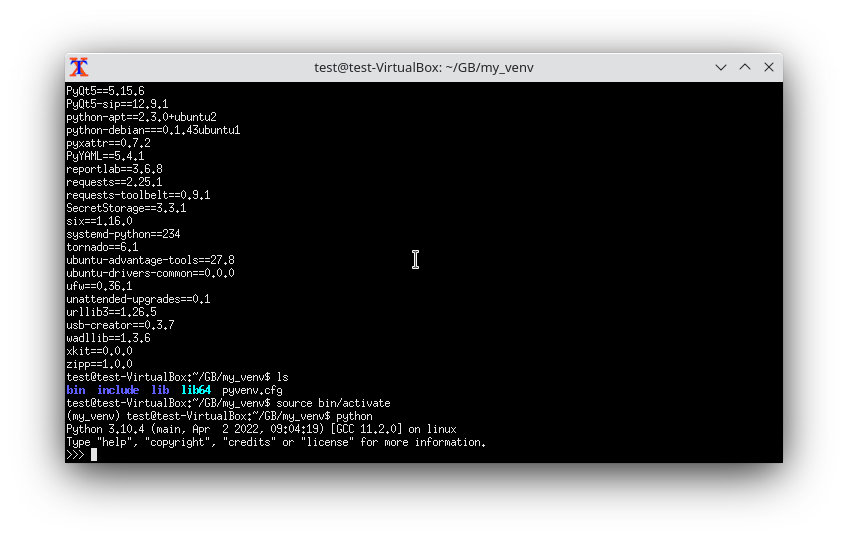 test@test-VirtualBox: ~/GB/my_venv
PyQt5==5.15.6
PyQt5-sip==12.9.1
python-apt==2.3.0+ubuntu2
python-debian===0.1.43ubuntu1
pyxattr==0.7.2
PyYAML==5.4.1
reportlab==3.6.8
requests==2.25.1
requests-toolbelt==0.9.1
SecretStorage==3.3.1
six==1.16.0
systemd-python==234
tornado==6.1
ubuntu-advantage-tools==27.8
ubuntu-drivers-common==0.0.0
ufw==0.36.1
unattended-upgrades==0.1
urllib3==1.26.5
usb-creator==0.3.7
wadllib==1.3.6
xkit==0.0.0
zipp==1.0.0
test@test-VirtualBox:~/GB/my_venv$ ls
bin  include  lib  lib64  pyvenv.cfg
test@test-VirtualBox:~/GB/my_venv$ source bin/activate
(my_venv) test@test-VirtualBox:~/GB/my_venv$ python
Python 3.10.4 (main, Apr  2 2022, 09:04:19) [GCC 11.2.0] on linux
Type "help", "copyright", "credits" or "license" for more information.
>>>